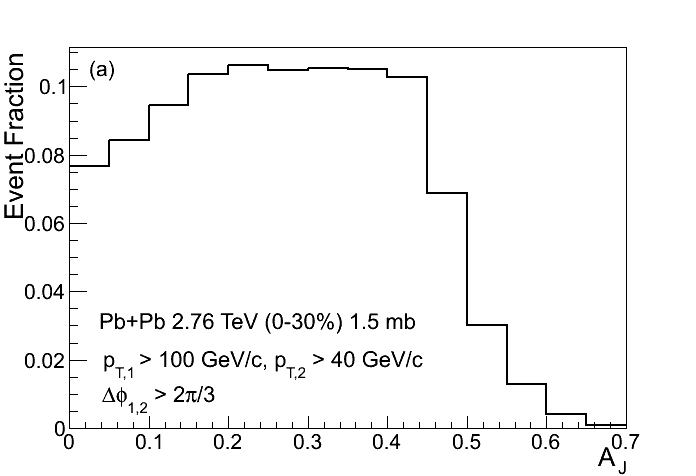 (a)
Event Fraction
0.1
0.08
0.06
0.04
0.02
0
Pb+Pb 2.76 TeV (0-30%) 1.5 mb
p_T,1 > 100 GeV/c, p_T,2 > 40 GeV/c
Δϕ_1,2 > 2π/3
0 0.1 0.2 0.3 0.4 0.5 0.6 0.7
A_J